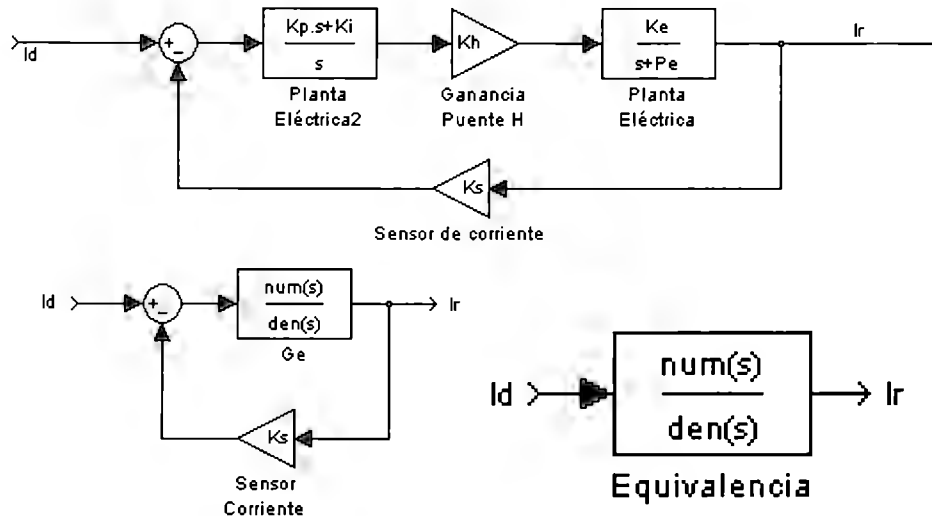 Id
+
-
Kp.s+Ki
s
Planta
Eléctrica2
Kh
Ganancia
Puente H
Ke
s+Pe
Planta
Eléctrica
Ir
Ks
Sensor de corriente
Id
+
-
num(s)
den(s)
Ge
Ir
Ks
Sensor
Corriente
Id
num(s)
den(s)
Ir
Equivalencia